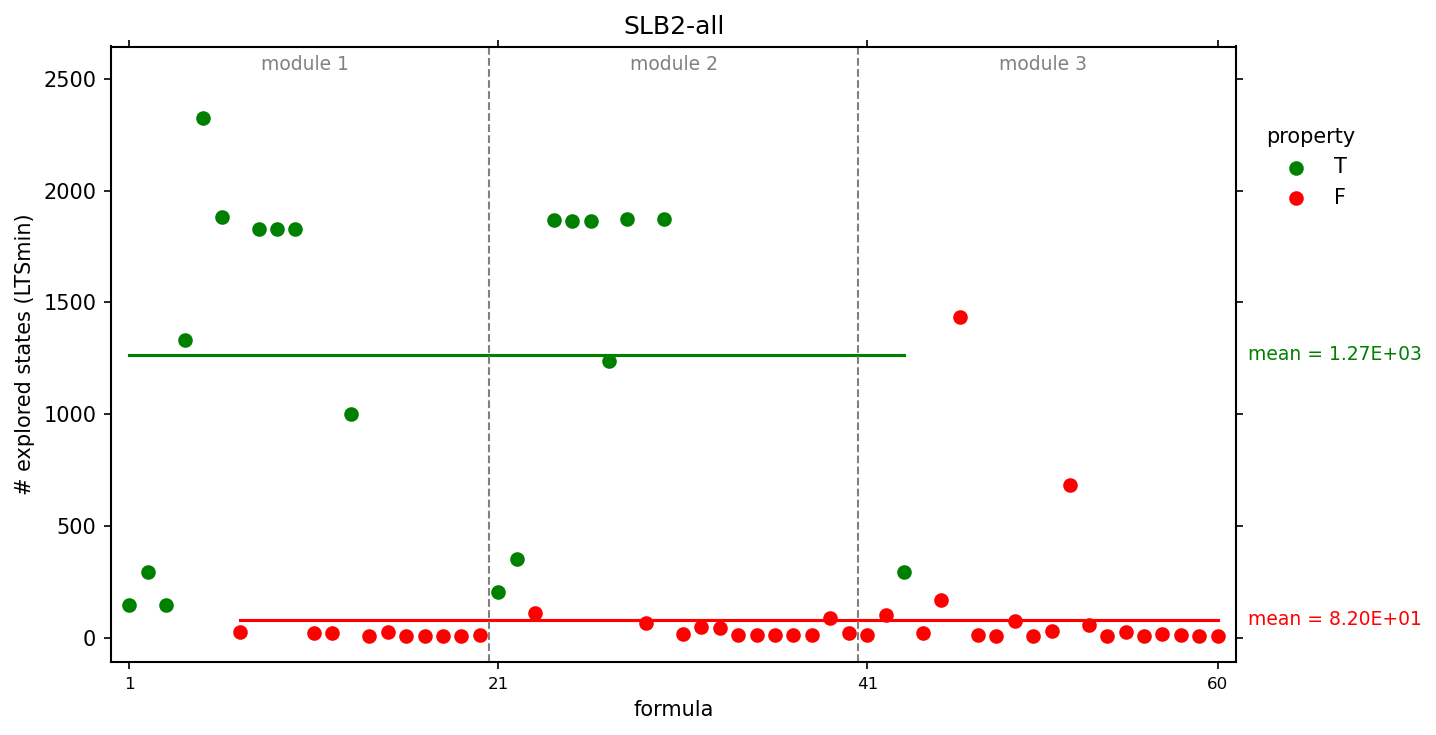 SLB2-all
module 1
module 2
module 3
2500
2000
1500
1000
500
0
# explored states (LTSmin)
1
21
41
60
formula
property
T
F
mean = 1.27E+03
mean = 8.20E+01